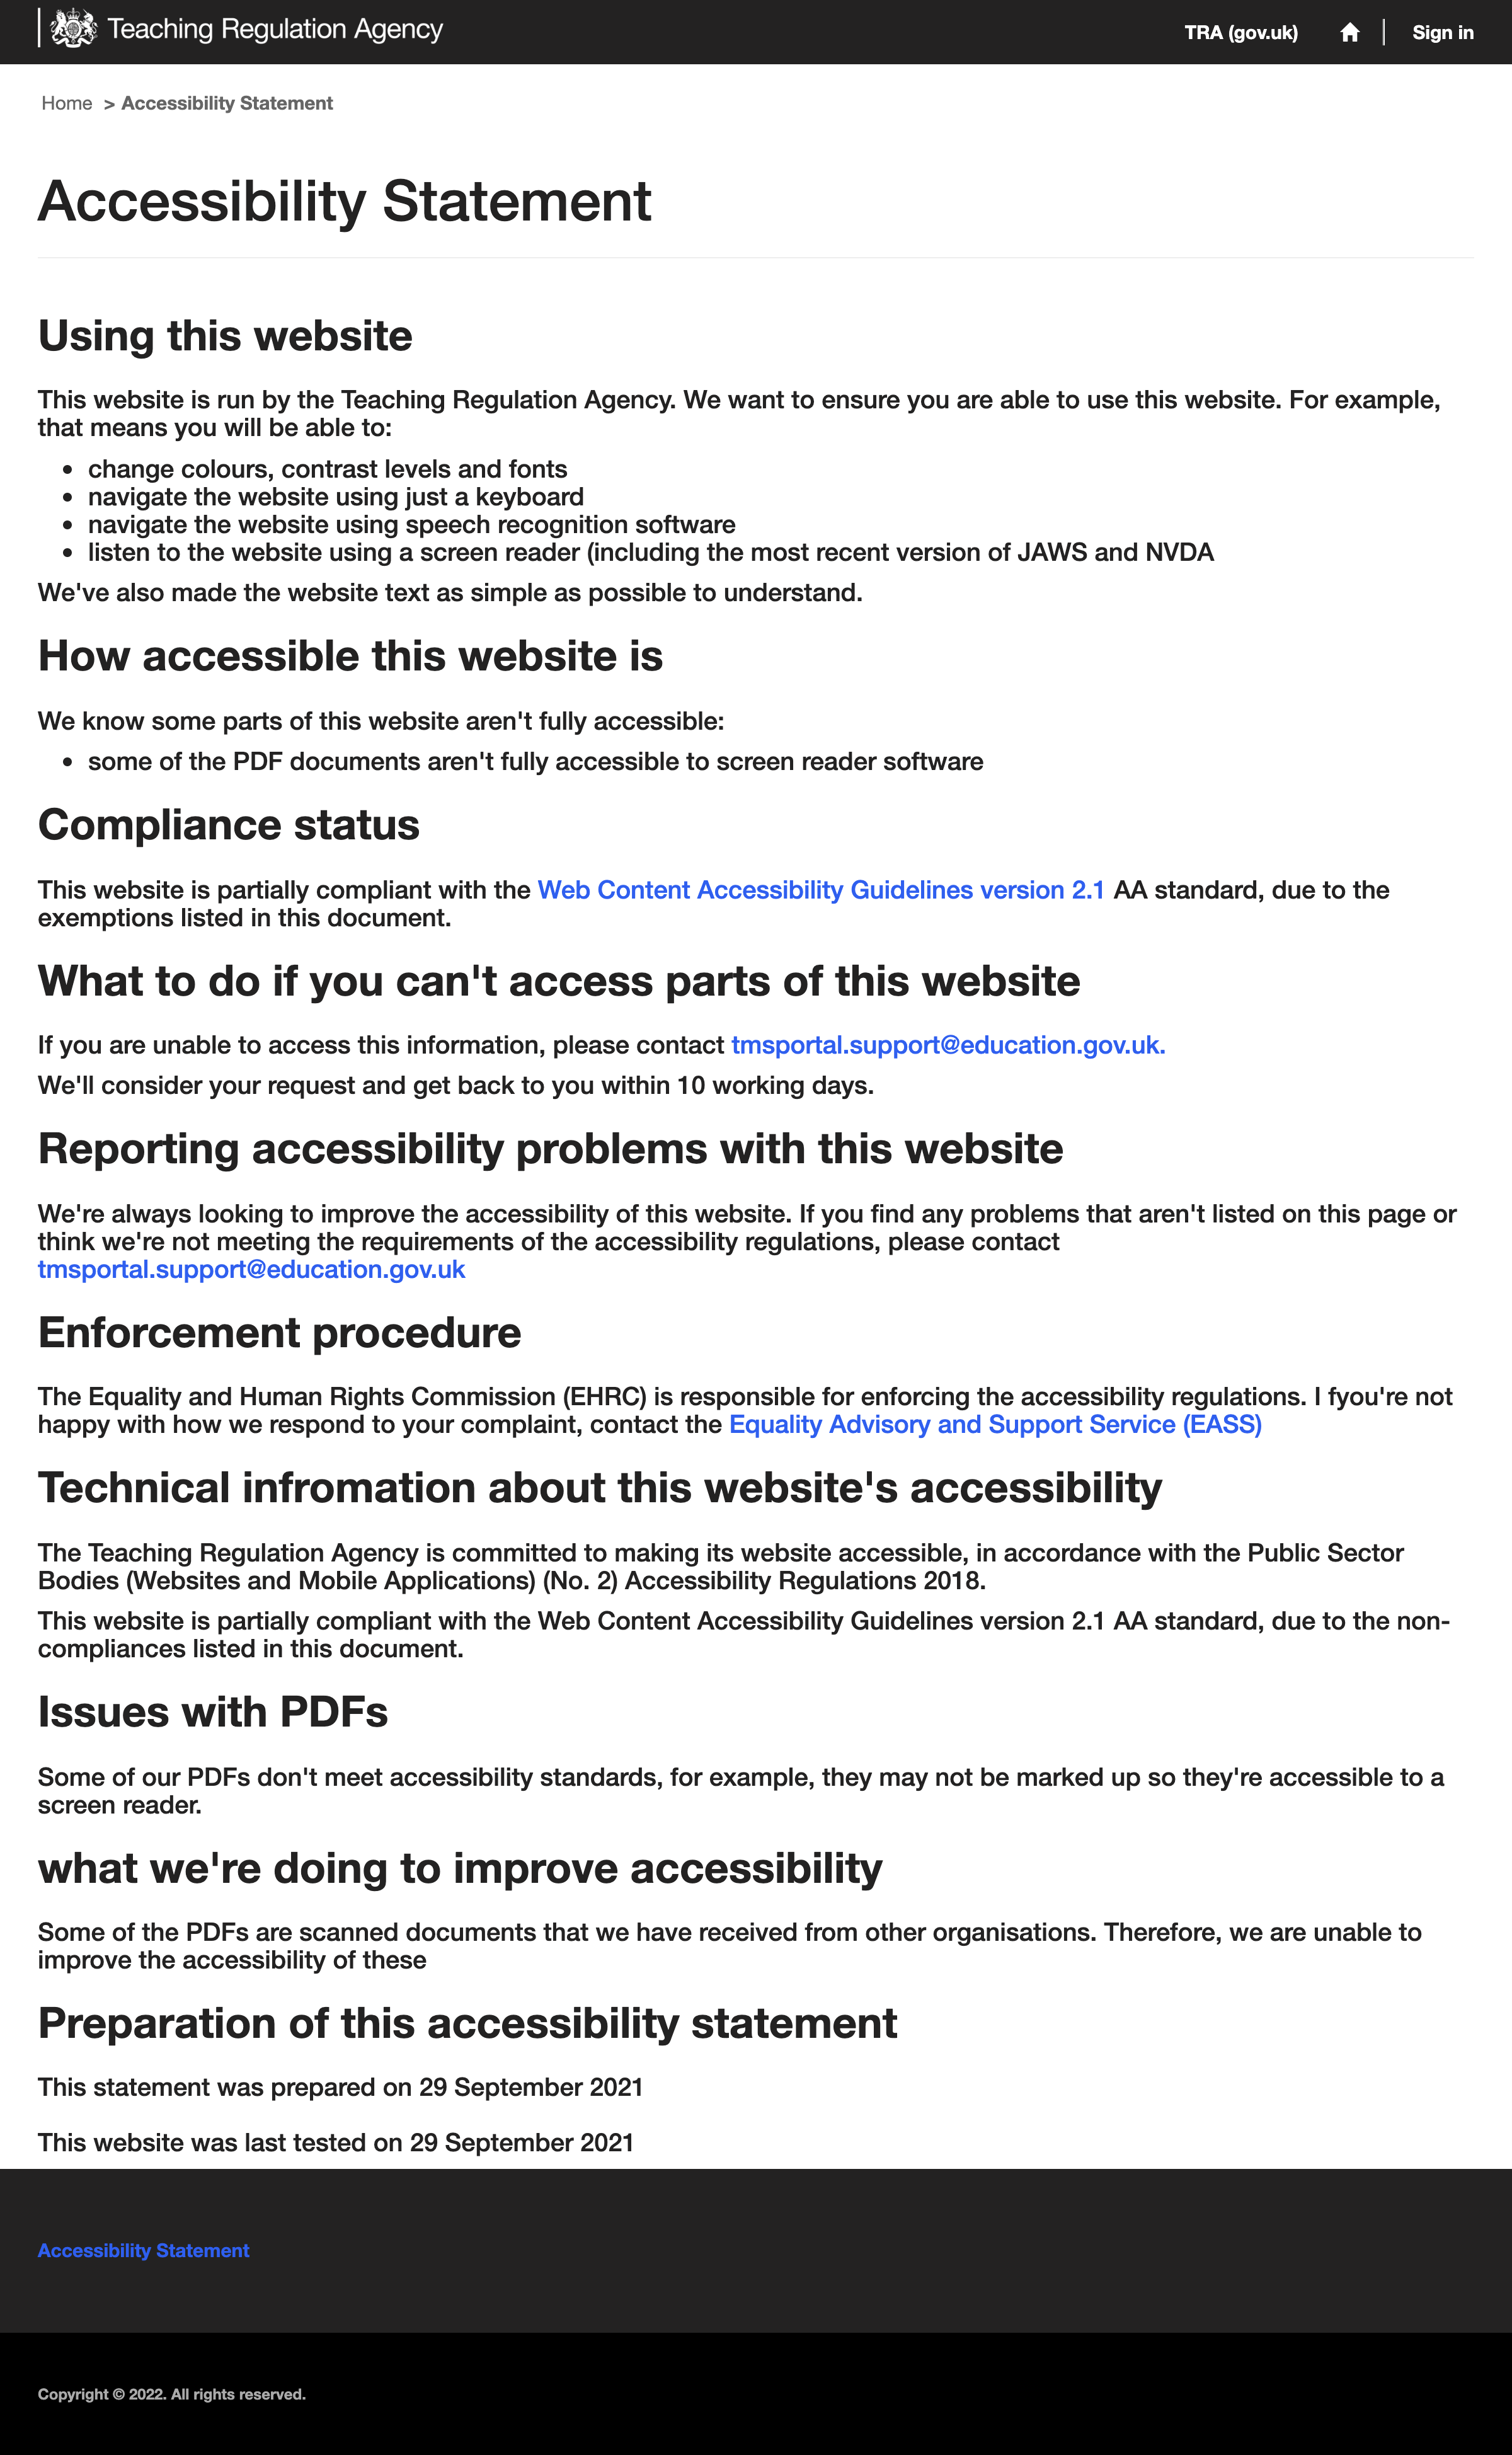 Teaching Regulation Agency
TRA (gov.uk)
Sign in
Home > Accessibility Statement
Accessibility Statement
Using this website
This website is run by the Teaching Regulation Agency. We want to ensure you are able to use this website. For example,
that means you will be able to:
• change colours, contrast levels and fonts
• navigate the website using just a keyboard
• navigate the website using speech recognition software
• listen to the website using a screen reader (including the most recent version of JAWS and NVDA
We've also made the website text as simple as possible to understand.
How accessible this website is
We know some parts of this website aren't fully accessible:
• some of the PDF documents aren't fully accessible to screen reader software
Compliance status
This website is partially compliant with the Web Content Accessibility Guidelines version 2.1 AA standard, due to the
exemptions listed in this document.
What to do if you can't access parts of this website
If you are unable to access this information, please contact tmsportal.support@education.gov.uk.
We'll consider your request and get back to you within 10 working days.
Reporting accessibility problems with this website
We're always looking to improve the accessibility of this website. If you find any problems that aren't listed on this page or
think we're not meeting the requirements of the accessibility regulations, please contact
tmsportal.support@education.gov.uk
Enforcement procedure
The Equality and Human Rights Commission (EHRC) is responsible for enforcing the accessibility regulations. I fyou're not
happy with how we respond to your complaint, contact the Equality Advisory and Support Service (EASS)
Technical infromation about this website's accessibility
The Teaching Regulation Agency is committed to making its website accessible, in accordance with the Public Sector
Bodies (Websites and Mobile Applications) (No. 2) Accessibility Regulations 2018.
This website is partially compliant with the Web Content Accessibility Guidelines version 2.1 AA standard, due to the non-
compliances listed in this document.
Issues with PDFs
Some of our PDFs don't meet accessibility standards, for example, they may not be marked up so they're accessible to a
screen reader.
what we're doing to improve accessibility
Some of the PDFs are scanned documents that we have received from other organisations. Therefore, we are unable to
improve the accessibility of these
Preparation of this accessibility statement
This statement was prepared on 29 September 2021
This website was last tested on 29 September 2021
Accessibility Statement
Copyright © 2022. All rights reserved.